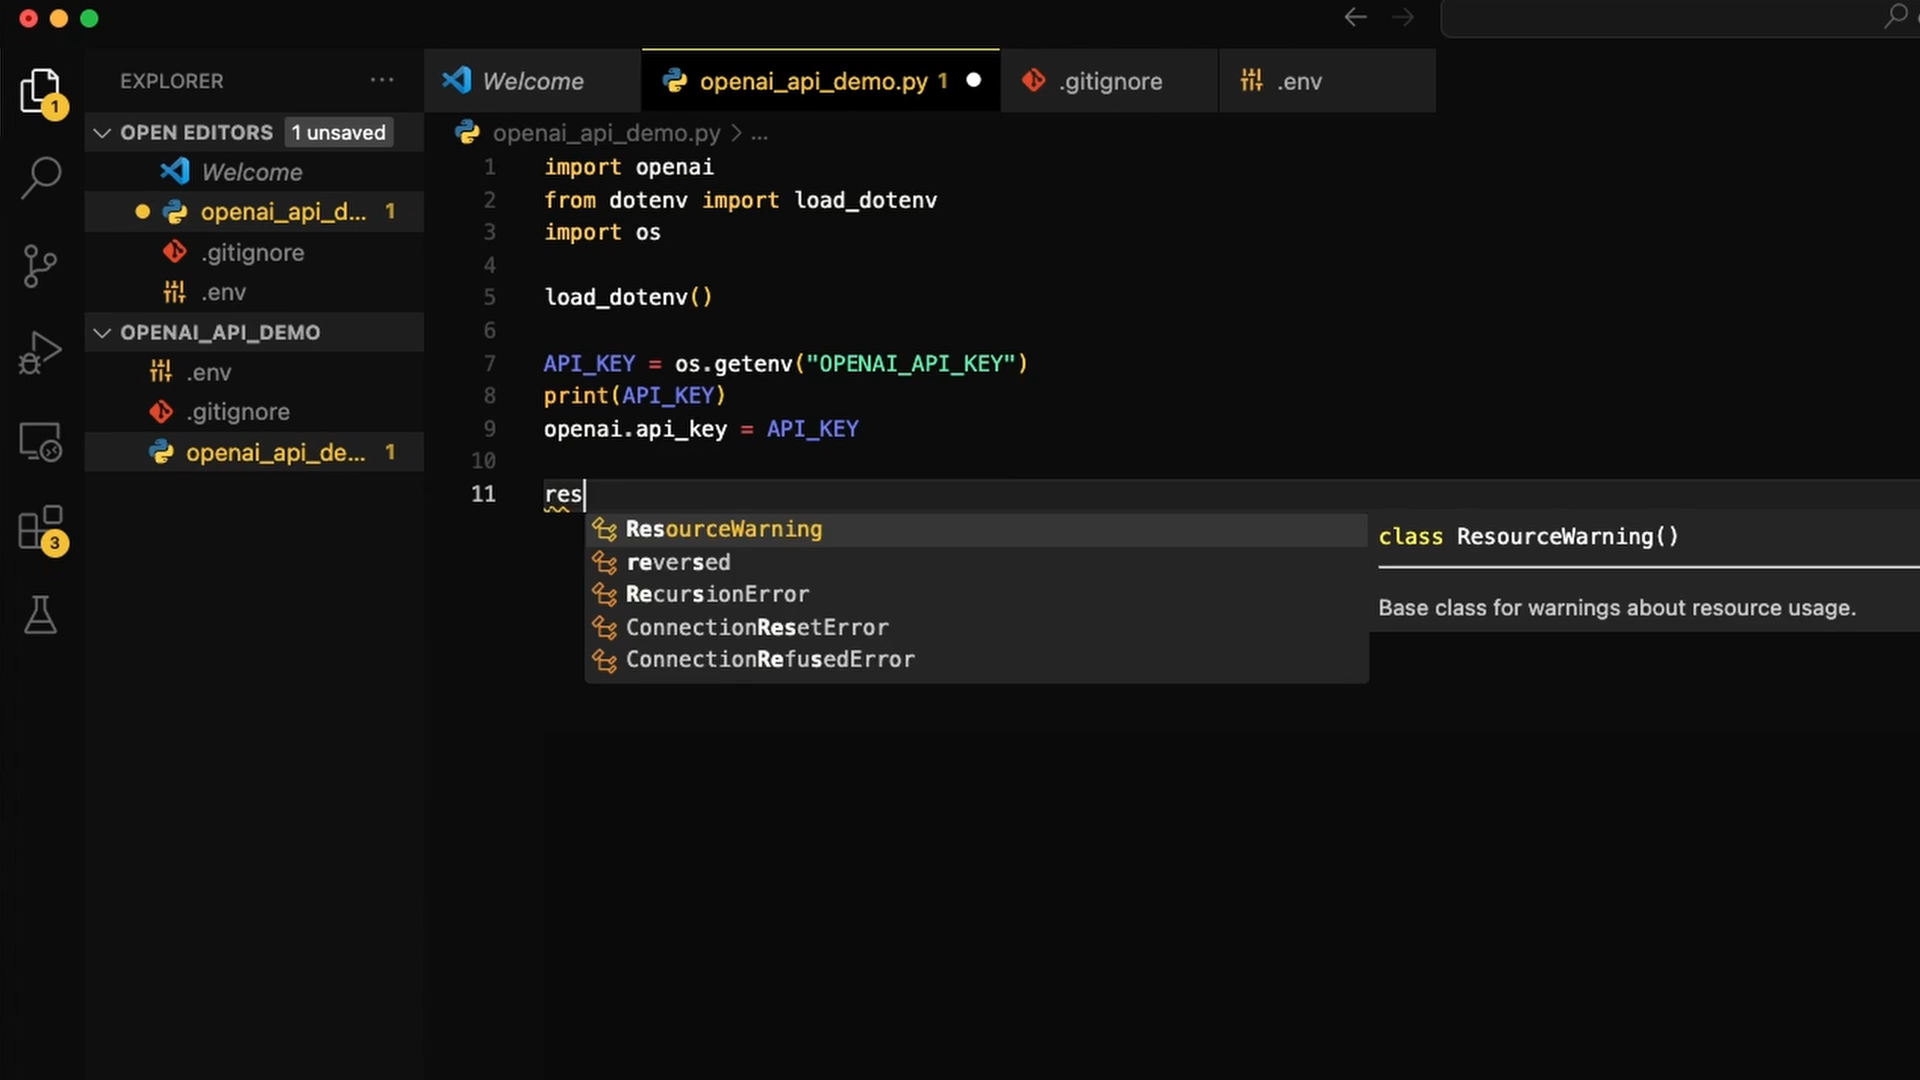 EXPLORER
OPEN EDITORS 1 unsaved
Welcome
openai_api_d... 1
.gitignore
.env
OPENAI_API_DEMO
.env
.gitignore
openai_api_de... 1
1
3
Welcome
openai_api_demo.py 1
.gitignore
.env
openai_api_demo.py > ...
1 import openai
2 from dotenv import load_dotenv
3 import os
4
5 load_dotenv()
6
7 API_KEY = os.getenv("OPENAI_API_KEY")
8 print(API_KEY)
9 openai.api_key = API_KEY
10
11 res
ResourceWarning
reversed
RecursionError
ConnectionResetError
ConnectionRefusedError
class ResourceWarning()
Base class for warnings about resource usage.